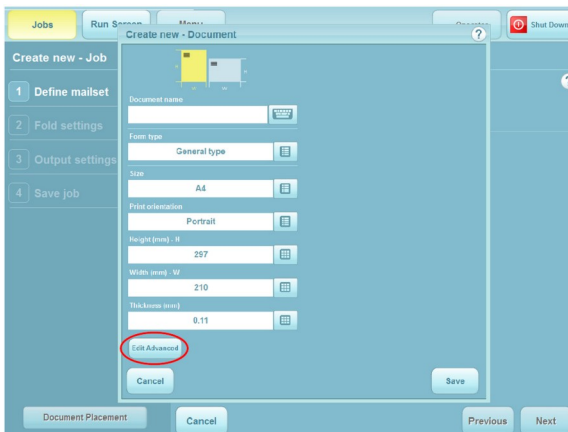 Jobs
Run Screen
Menu
Operator
Shut Down
Create new - Document
?
Create new - Job
1 Define mailset
2 Fold settings
3 Output settings
4 Save job
Document name
Form type
General type
Size
A4
Print orientation
Portrait
Height (mm) - H
297
Width (mm) - W
210
Thickness (mm)
0.11
Edit Advanced
Cancel
Save
Document Placement
Cancel
Previous
Next